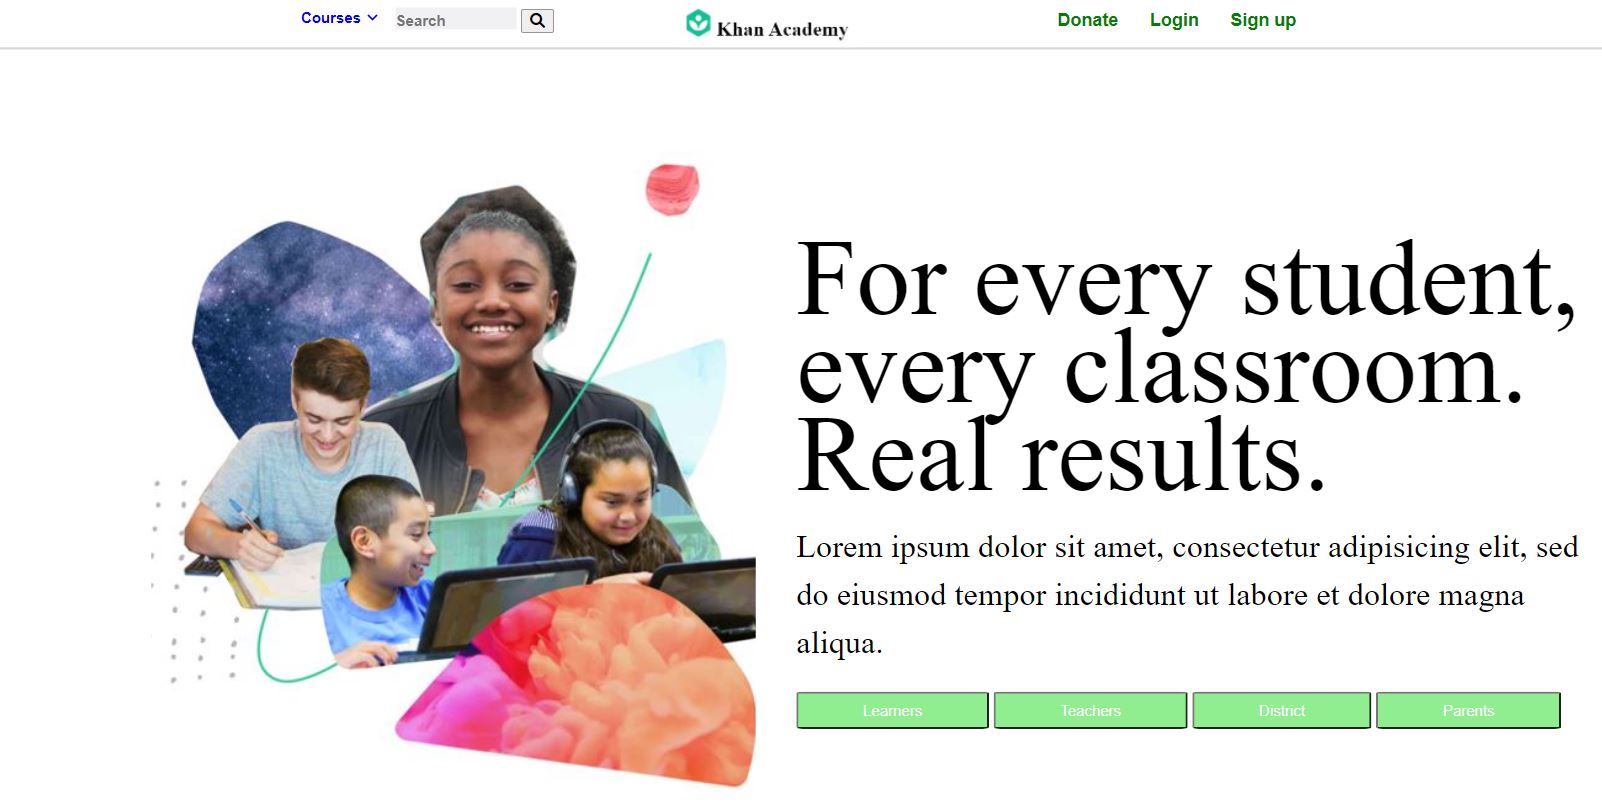 Courses
Search
Khan Academy
Donate
Login
Sign up
For every student,
every classroom.
Real results.
Lorem ipsum dolor sit amet, consectetur adipisicing elit, sed
do eiusmod tempor incididunt ut labore et dolore magna
aliqua.
Learners
Teachers
District
Parents